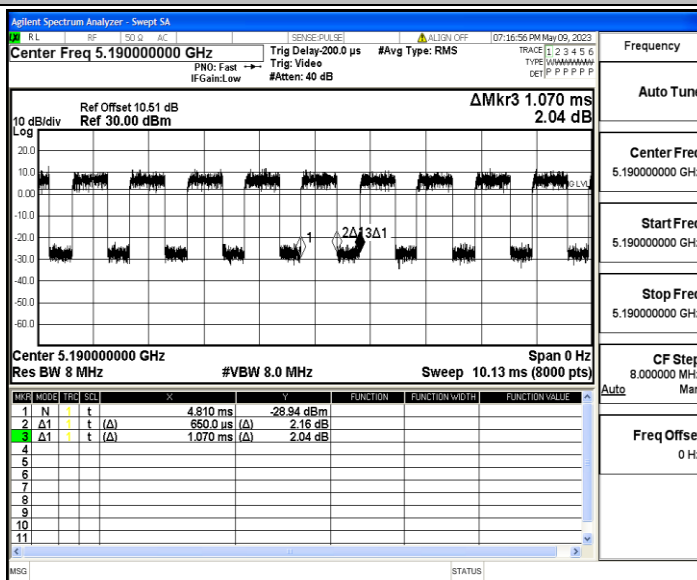 Agilent Spectrum Analyzer - Swept SA
RL RF 50 Ω AC SENSE:PULSE ALIGN OFF 07:16:56 PM May 09, 2023
Center Freq 5.190000000 GHz
PNO: Fast
IFGain:Low
Trig Delay-200.0 µs
Trig: Video
#Atten: 40 dB
#Avg Type: RMS
TRACE 1 2 3 4 5 6
TYPE
DET P P P P P P
ΔMkr3 1.070 ms
2.04 dB
Ref Offset 10.51 dB
10 dB/div Ref 30.00 dBm
Log
20.0
10.0
0.00
-10.0
-20.0
-30.0
-40.0
-50.0
-60.0
1 2Δ1 3Δ1
LVL
Center 5.190000000 GHz Span 0 Hz
Res BW 8 MHz #VBW 8.0 MHz Sweep 10.13 ms (8000 pts)
MKR MODE TRC SCL X Y FUNCTION FUNCTION WIDTH FUNCTION VALUE
1 N 1 t 4.810 ms -28.94 dBm
2 Δ1 1 t (Δ) 650.0 µs (Δ) 2.16 dB
3 Δ1 1 t (Δ) 1.070 ms (Δ) 2.04 dB
4
5
6
7
8
9
10
11
MSG STATUS
Frequency
Auto Tun
Center Fre
5.190000000 GH
Start Fre
5.190000000 GH
Stop Fre
5.190000000 GH
CF Step
8.000000 MH
Auto Man
Freq Offse
0 H